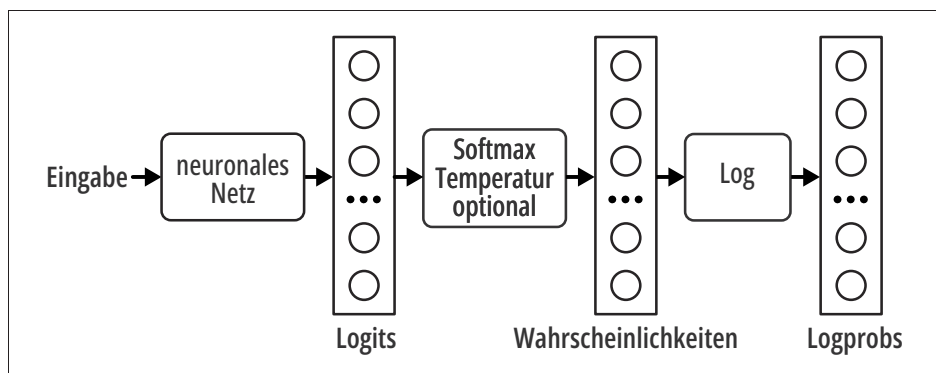 Eingabe
neuronales
Netz
Softmax
Temperatur
optional
Log
Logits
Wahrscheinlichkeiten
Logprobs